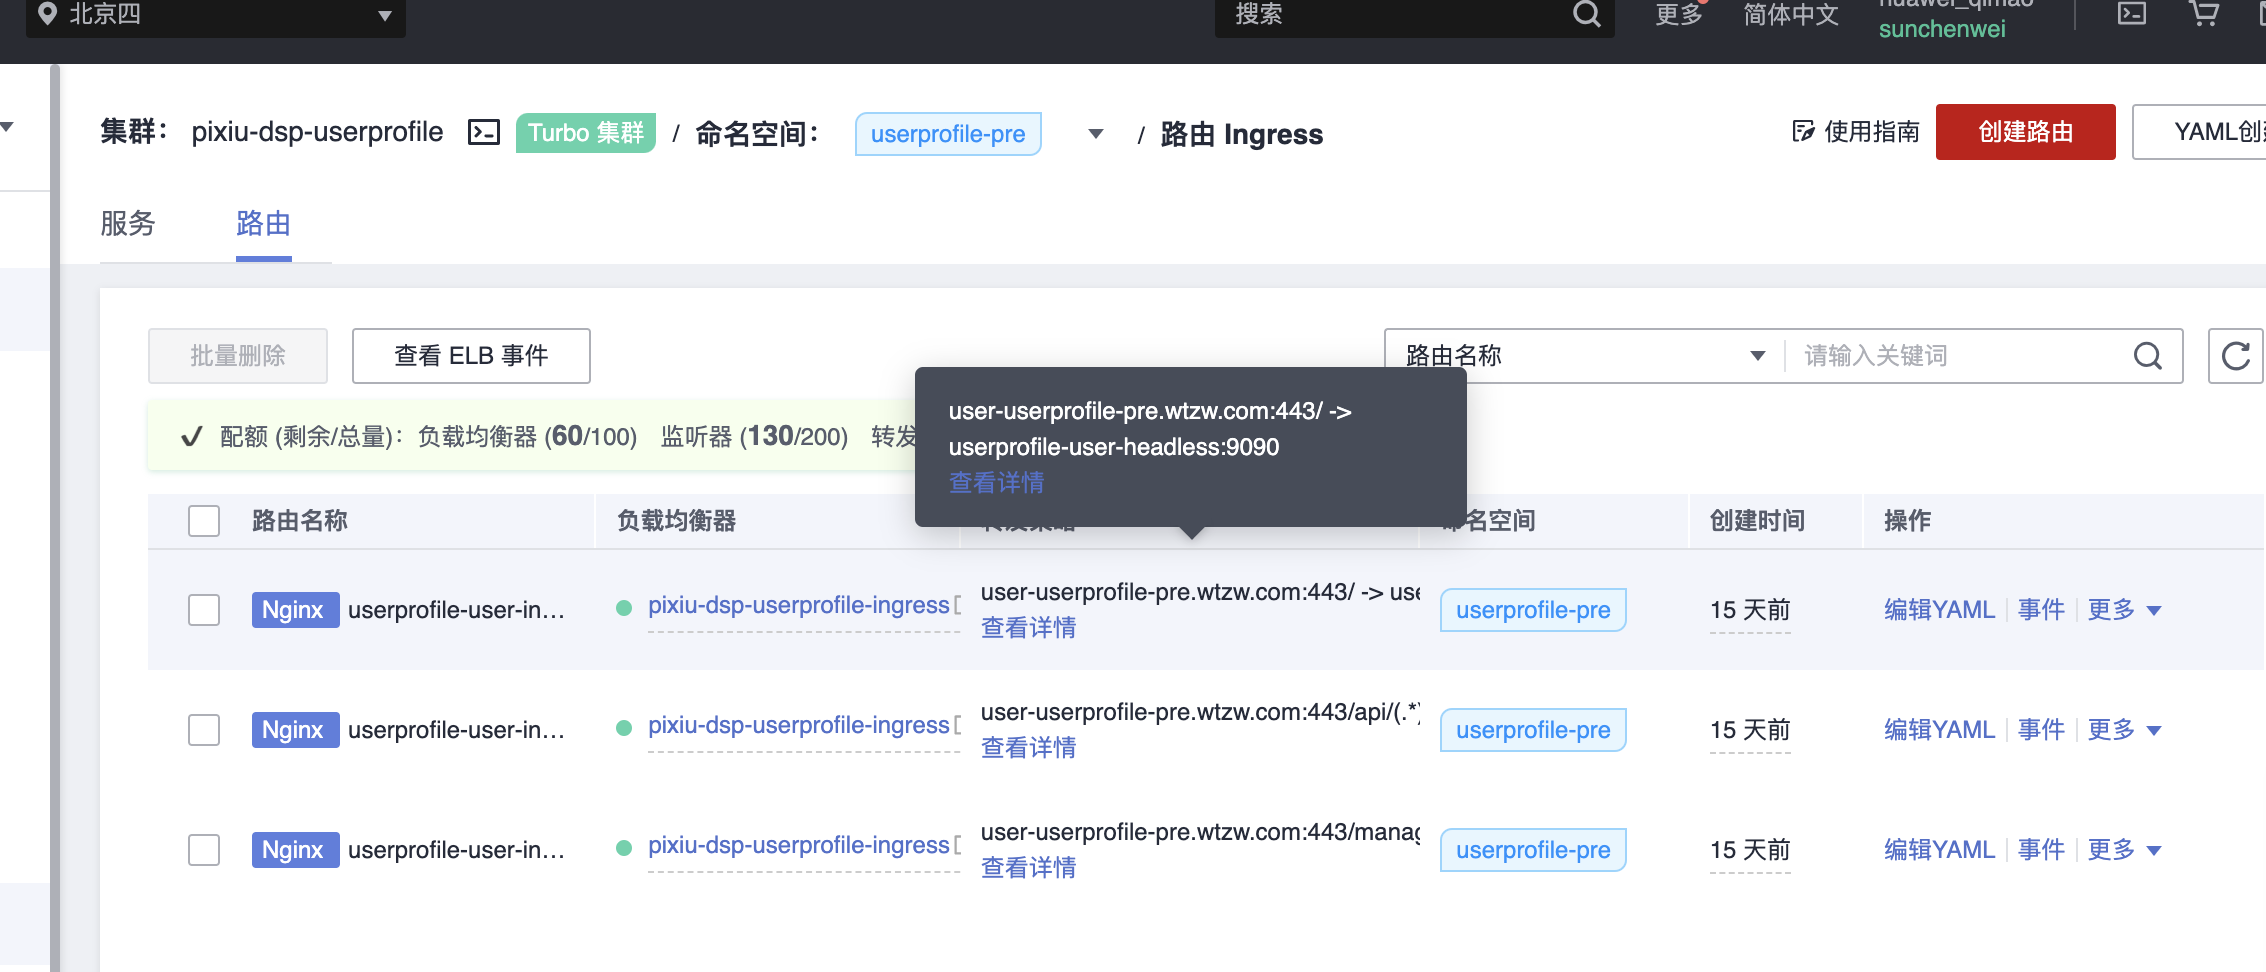 北京四
搜索
更多
简体中文
huawei_qimao
sunchenwei
集群：
pixiu-dsp-userprofile
Turbo 集群
/
命名空间：
userprofile-pre
/
路由 Ingress
使用指南
创建路由
YAML创
服务
路由
批量删除
查看 ELB 事件
路由名称
请输入关键词
配额 (剩余/总量)：负载均衡器 (60/100) 监听器 (130/200) 转发
user-userprofile-pre.wtzw.com:443/ ->
userprofile-user-headless:9090
查看详情
路由名称
负载均衡器
命名空间
创建时间
操作
Nginx
userprofile-user-in...
pixiu-dsp-userprofile-ingress
user-userprofile-pre.wtzw.com:443/ -> use
查看详情
userprofile-pre
15 天前
编辑YAML
事件
更多
Nginx
userprofile-user-in...
pixiu-dsp-userprofile-ingress
user-userprofile-pre.wtzw.com:443/api/(.*)
查看详情
userprofile-pre
15 天前
编辑YAML
事件
更多
Nginx
userprofile-user-in...
pixiu-dsp-userprofile-ingress
user-userprofile-pre.wtzw.com:443/manag
查看详情
userprofile-pre
15 天前
编辑YAML
事件
更多